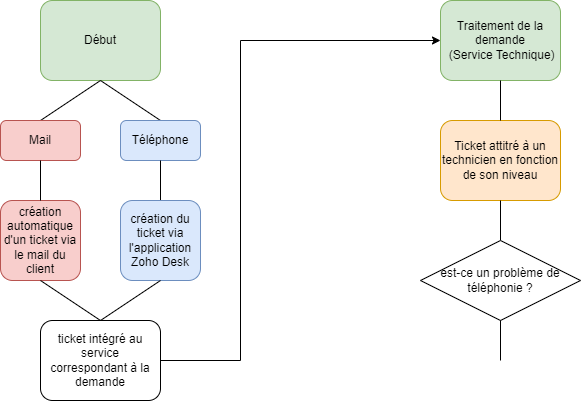 Début
Mail
Téléphone
création
automatique
d'un ticket via
le mail du
client
création du
ticket via
l'application
Zoho Desk
ticket intégré au
service
correspondant à la
demande
Traitement de la
demande
(Service Technique)
Ticket attitré à un
technicien en fonction
de son niveau
est-ce un problème de
téléphonie ?